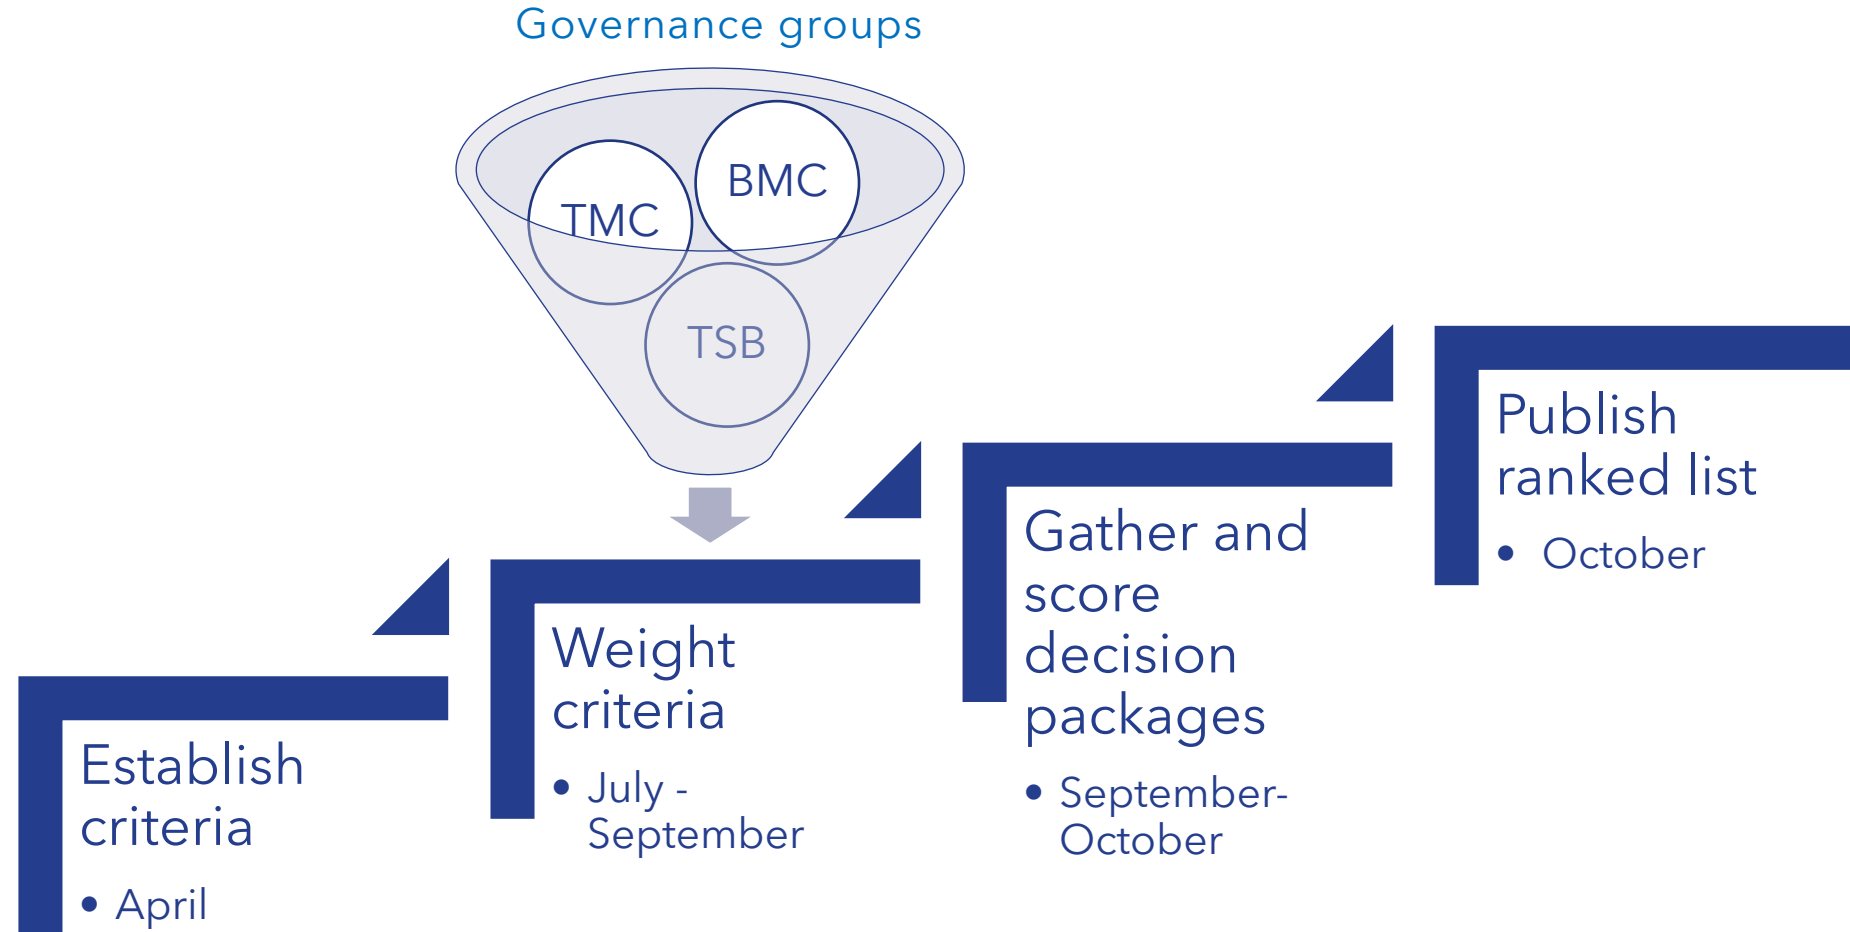 Governance groups
BMC
TMC
TSB
Establish
criteria
• April
Weight
criteria
• July -
September
Gather and
score
decision
packages
• September-
October
Publish
ranked list
• October